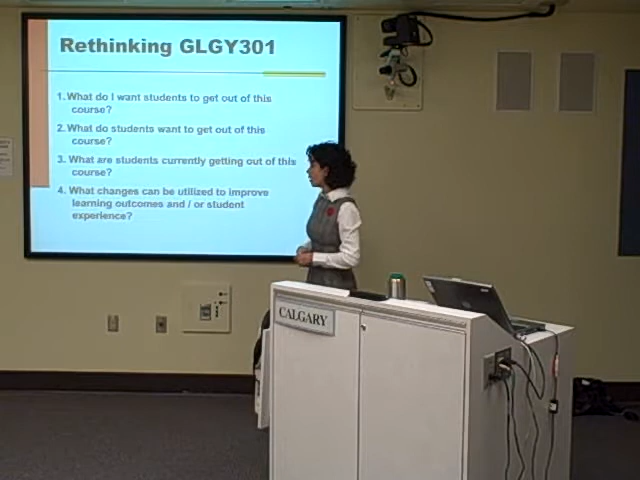 Rethinking GLGY301
1. What do I want students to get out of this
course?
2. What do students want to get out of this
course?
3. What are students currently getting out of this
course?
4. What changes can be utilized to improve
learning outcomes and / or student
experience?
CALGARY